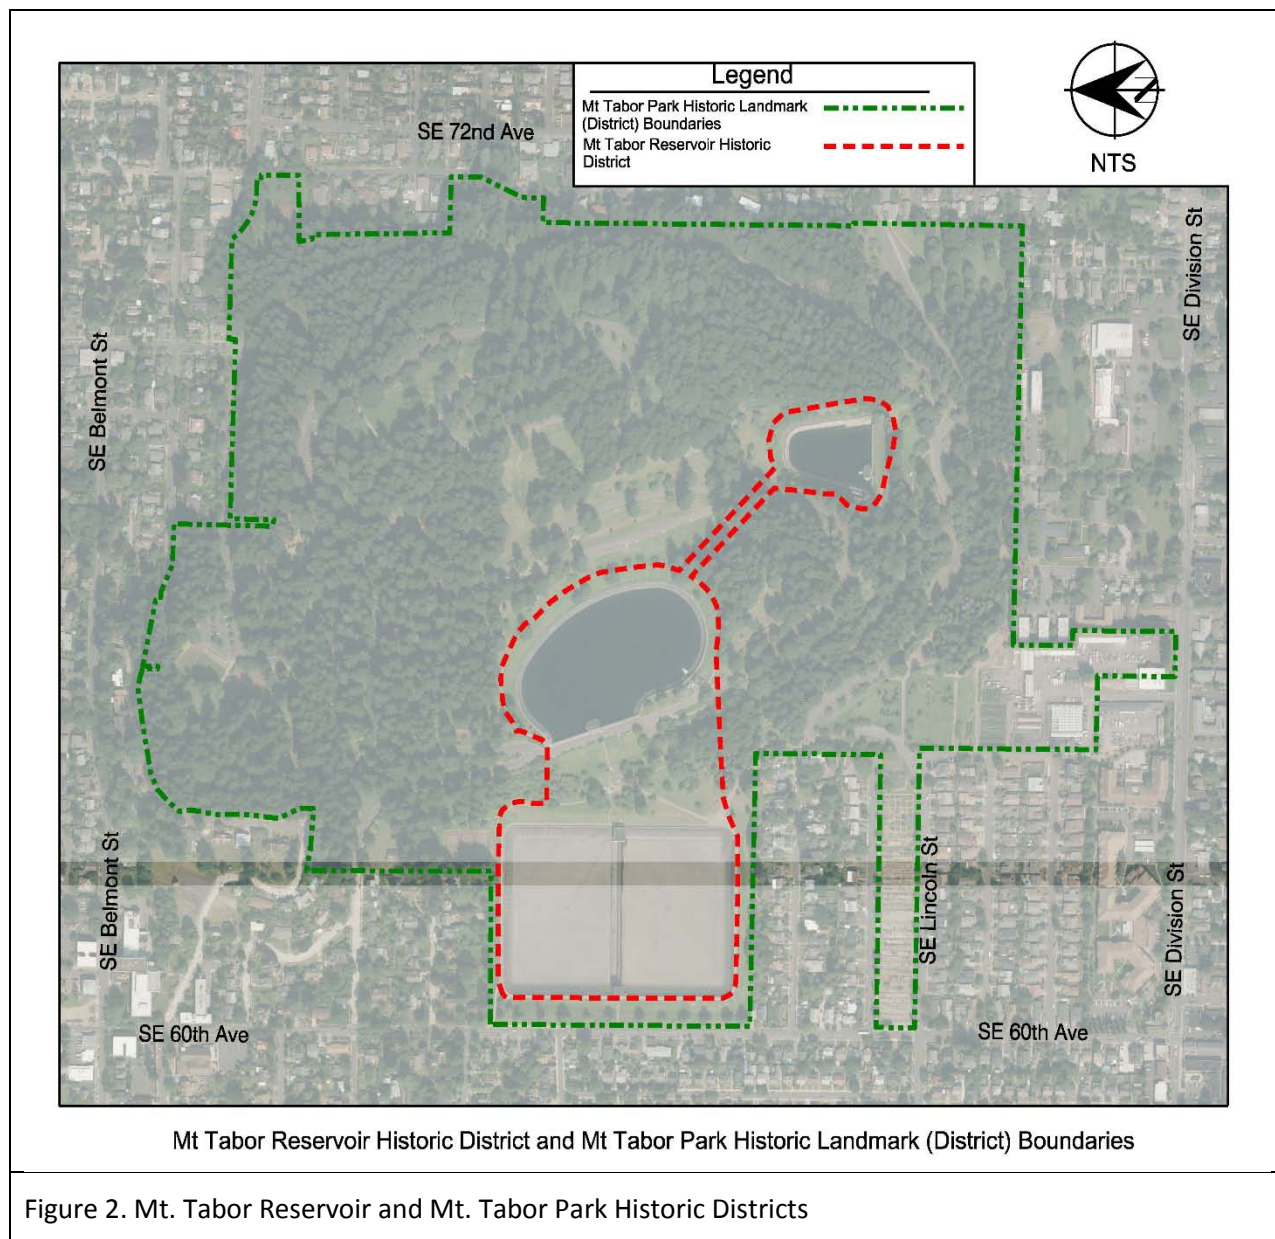 Legend
Mt Tabor Park Historic Landmark
(District) Boundaries
Mt Tabor Reservoir Historic
District
NTS
SE 72nd Ave
SE Division St
SE Belmont St
SE Belmont St
SE Lincoln St
SE Division St
SE 60th Ave
SE 60th Ave
Mt Tabor Reservoir Historic District and Mt Tabor Park Historic Landmark (District) Boundaries
Figure 2. Mt. Tabor Reservoir and Mt. Tabor Park Historic Districts